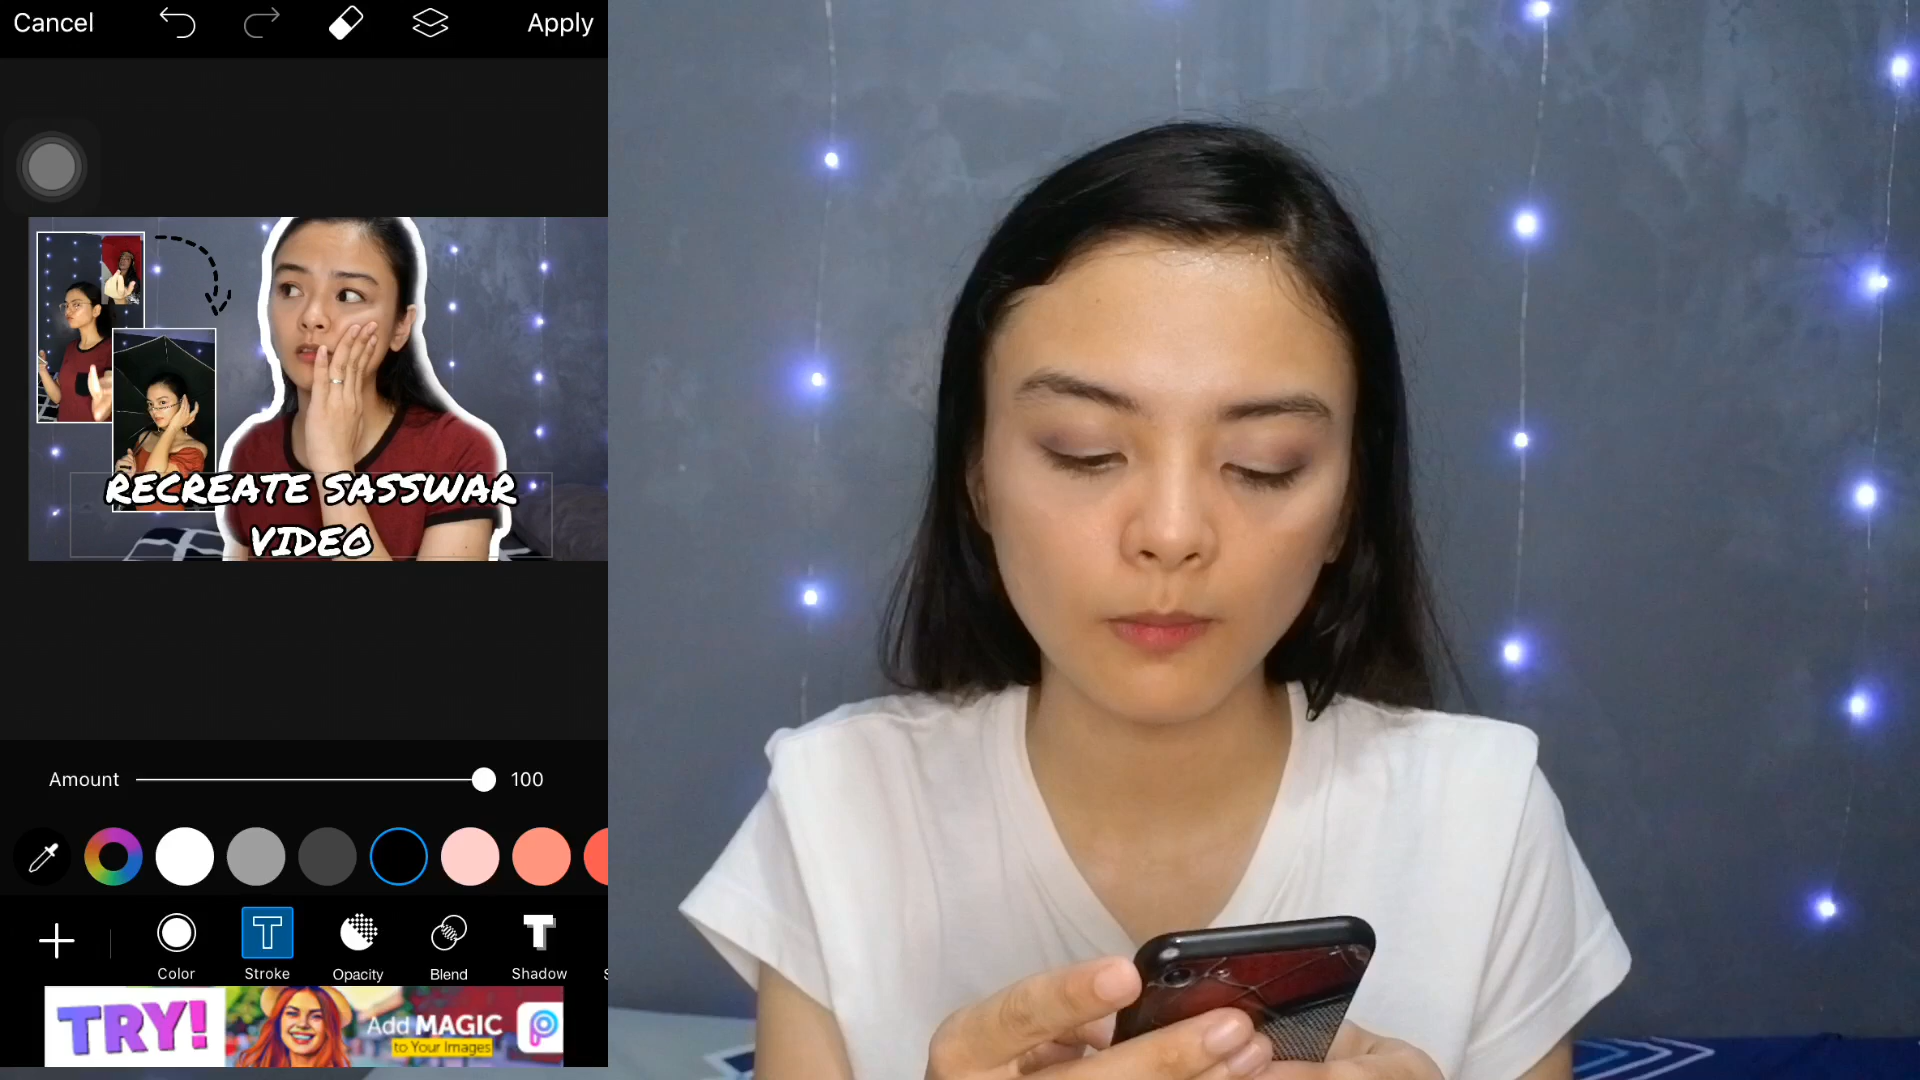 Cancel
Apply
RECREATE SASSWAR
VIDEO
Amount
100
Color
Stroke
Opacity
Blend
Shadow
TRY!
Add MAGIC
to Your Images